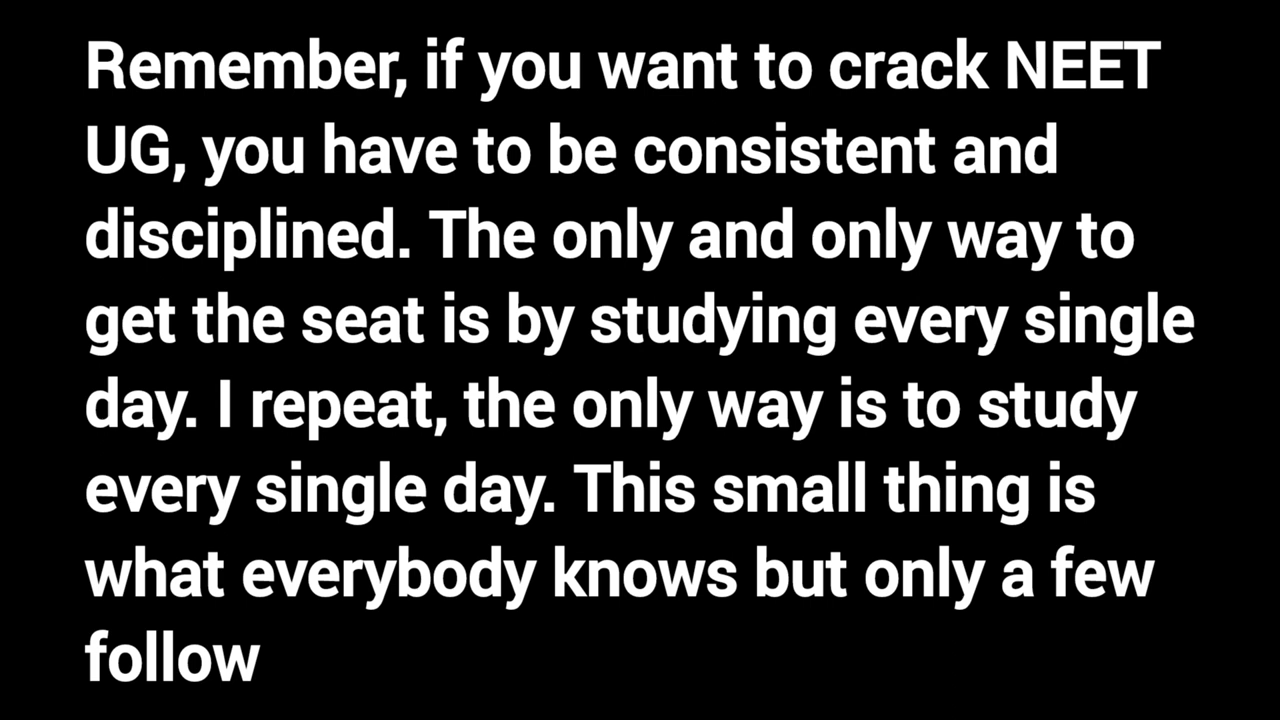 Remember, if you want to crack NEET
UG, you have to be consistent and
disciplined. The only and only way to
get the seat is by studying every single
day. I repeat, the only way is to study
every single day. This small thing is
what everybody knows but only a few
follow